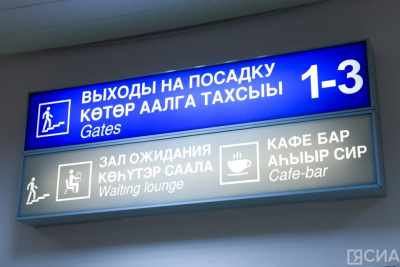 ВЫХОДЫ НА ПОСАДКУ
КӨТӨР ААЛГА ТАХСЫЫ
Gates
1-3
ЗАЛ ОЖИДАНИЯ
КӨҺҮТЭР СААЛА
Waiting lounge
КАФЕ БАР
АҺЫЫР СИР
Cafe-bar
ЯСИА